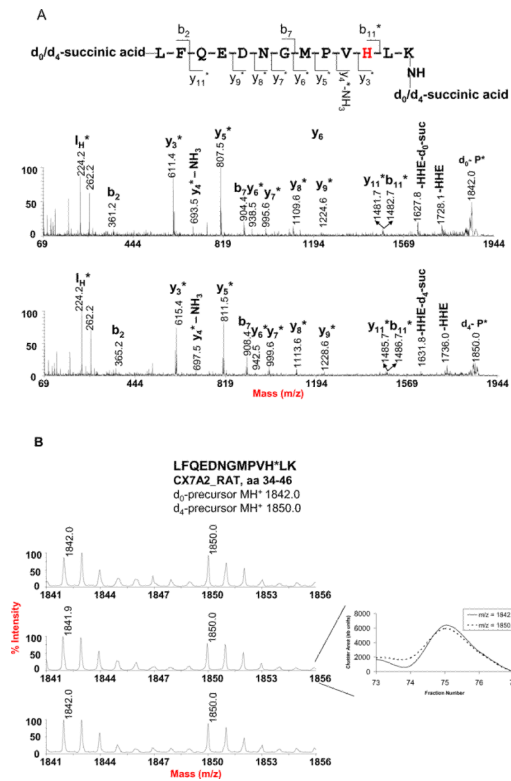 A
b2 b7 b11*
d0/d4-succinic acid—L–F–Q–E–D–N–G–M–P–V–H–L–K
y11* y9* y8* y7* y6* y5* y4*-NH3 y3*
NH
d0/d4-succinic acid
IH* 224.2 262.2 b2 361.2 y3* 611.4 y4* – NH3 693.5 y5* 807.5 b7 904.4 y6* 938.5 y7* 995.6 y8* 1109.6 y6 y9* 1224.6 y11* 1481.7 b11* 1482.7 -HHE-d0-suc 1627.8 -HHE 1728.1 d0- P* 1842.0
100
50
0
69 444 819 1194 1569 1944
IH* 224.2 262.2 b2 365.2 y3* 615.4 y4* – NH3 697.5 y5* 811.5 b7 908.4 y6* 942.5 y7* 999.6 y8* 1113.6 y9* 1228.6 y11* 1485.7 b11* 1486.7 -HHE-d4-suc 1631.8 -HHE 1736.0 d4- P* 1850.0
100
50
0
69 444 819 1194 1569 1944
Mass (m/z)
B
LFQEDNGMPVH*LK
CX7A2_RAT, aa 34-46
d0-precursor MH+ 1842.0
d4-precursor MH+ 1850.0
1842.0 1850.0
100
50
0
1841 1844 1847 1850 1853 1856
% Intensity
1841.9 1850.0
100
50
0
1841 1844 1847 1850 1853 1856
1842.0 1850.0
100
50
0
1841 1844 1847 1850 1853 1856
Mass (m/z)
m/z = 1842
m/z = 1850
8000
6000
4000
2000
0
Cluster Area (arb units)
73 74 75 76
Fraction Number